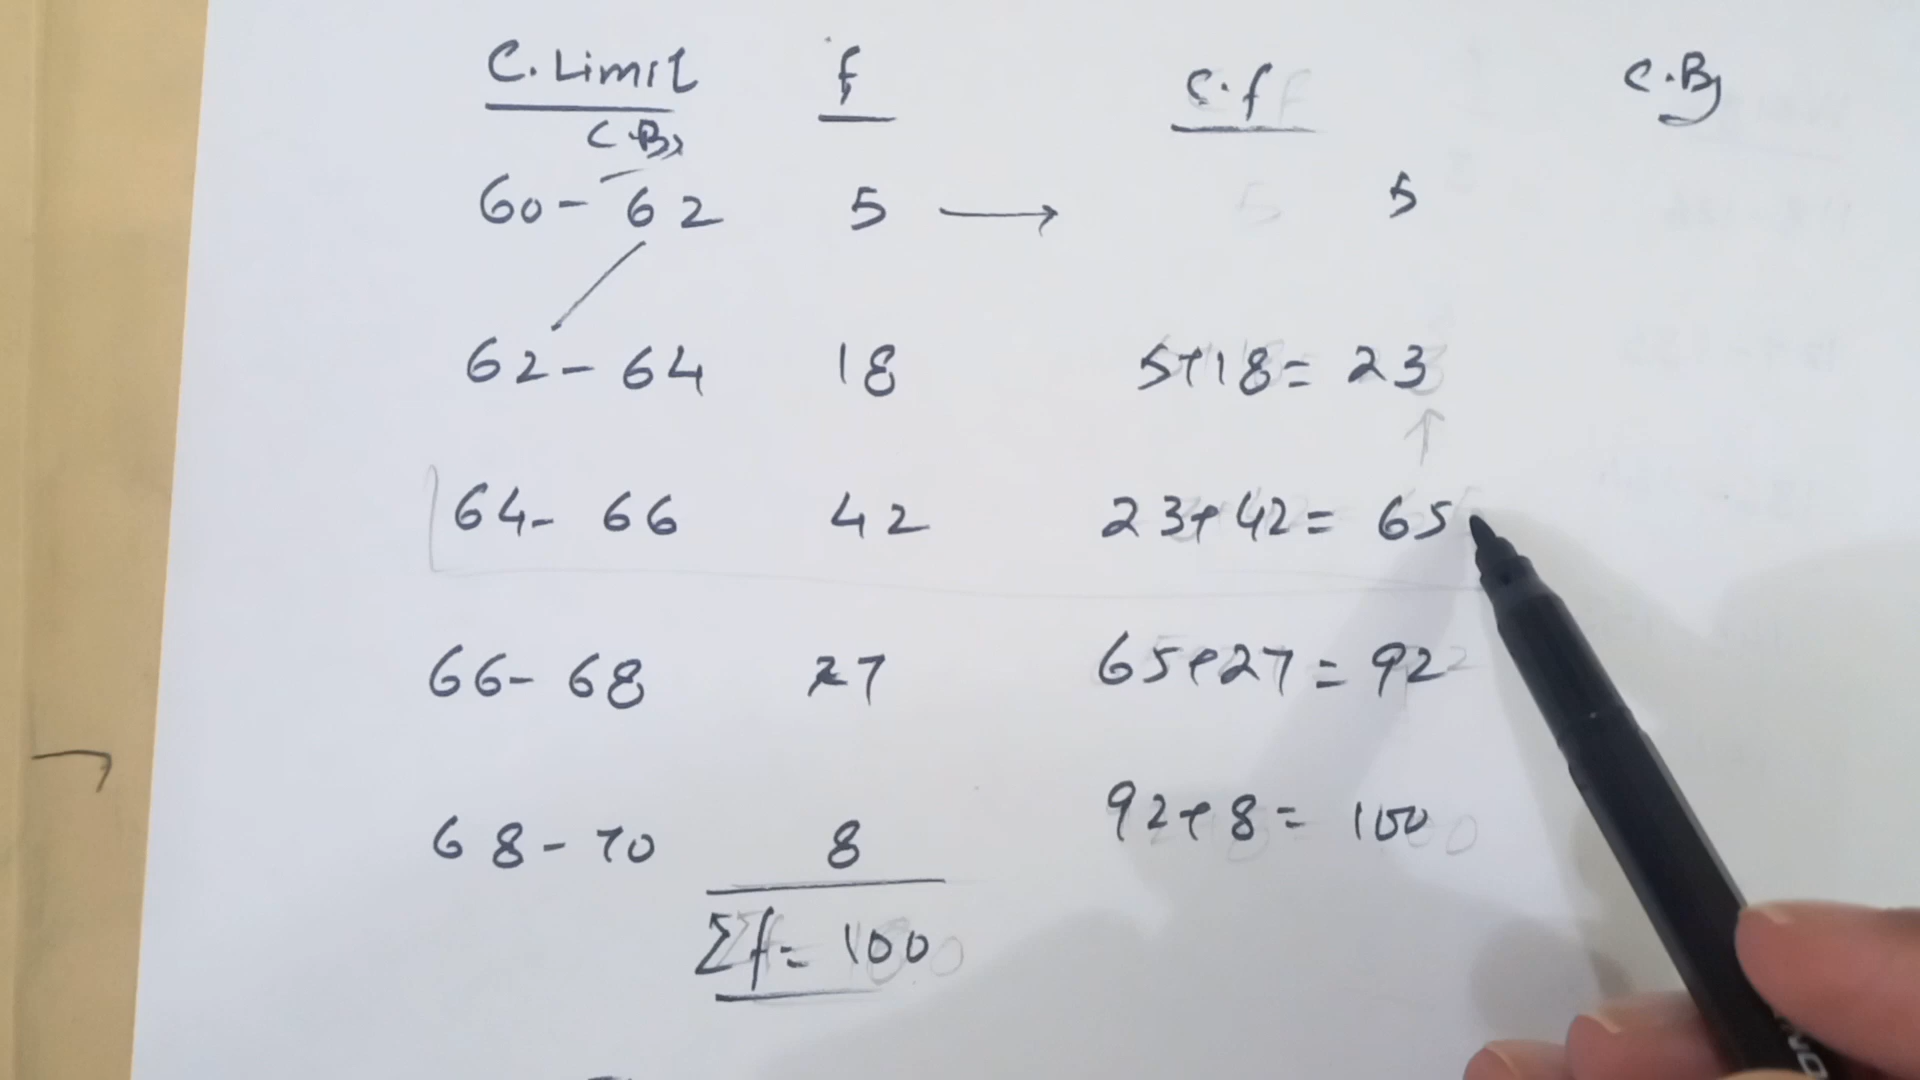 C. Limit f C.f C.By
C.B,
60- 62 5 → 5
62- 64 18 5+18= 23
64- 66 42 23+42= 65
66- 68 27 65+27= 92
68- 70 8 92+8= 100
Σf= 100